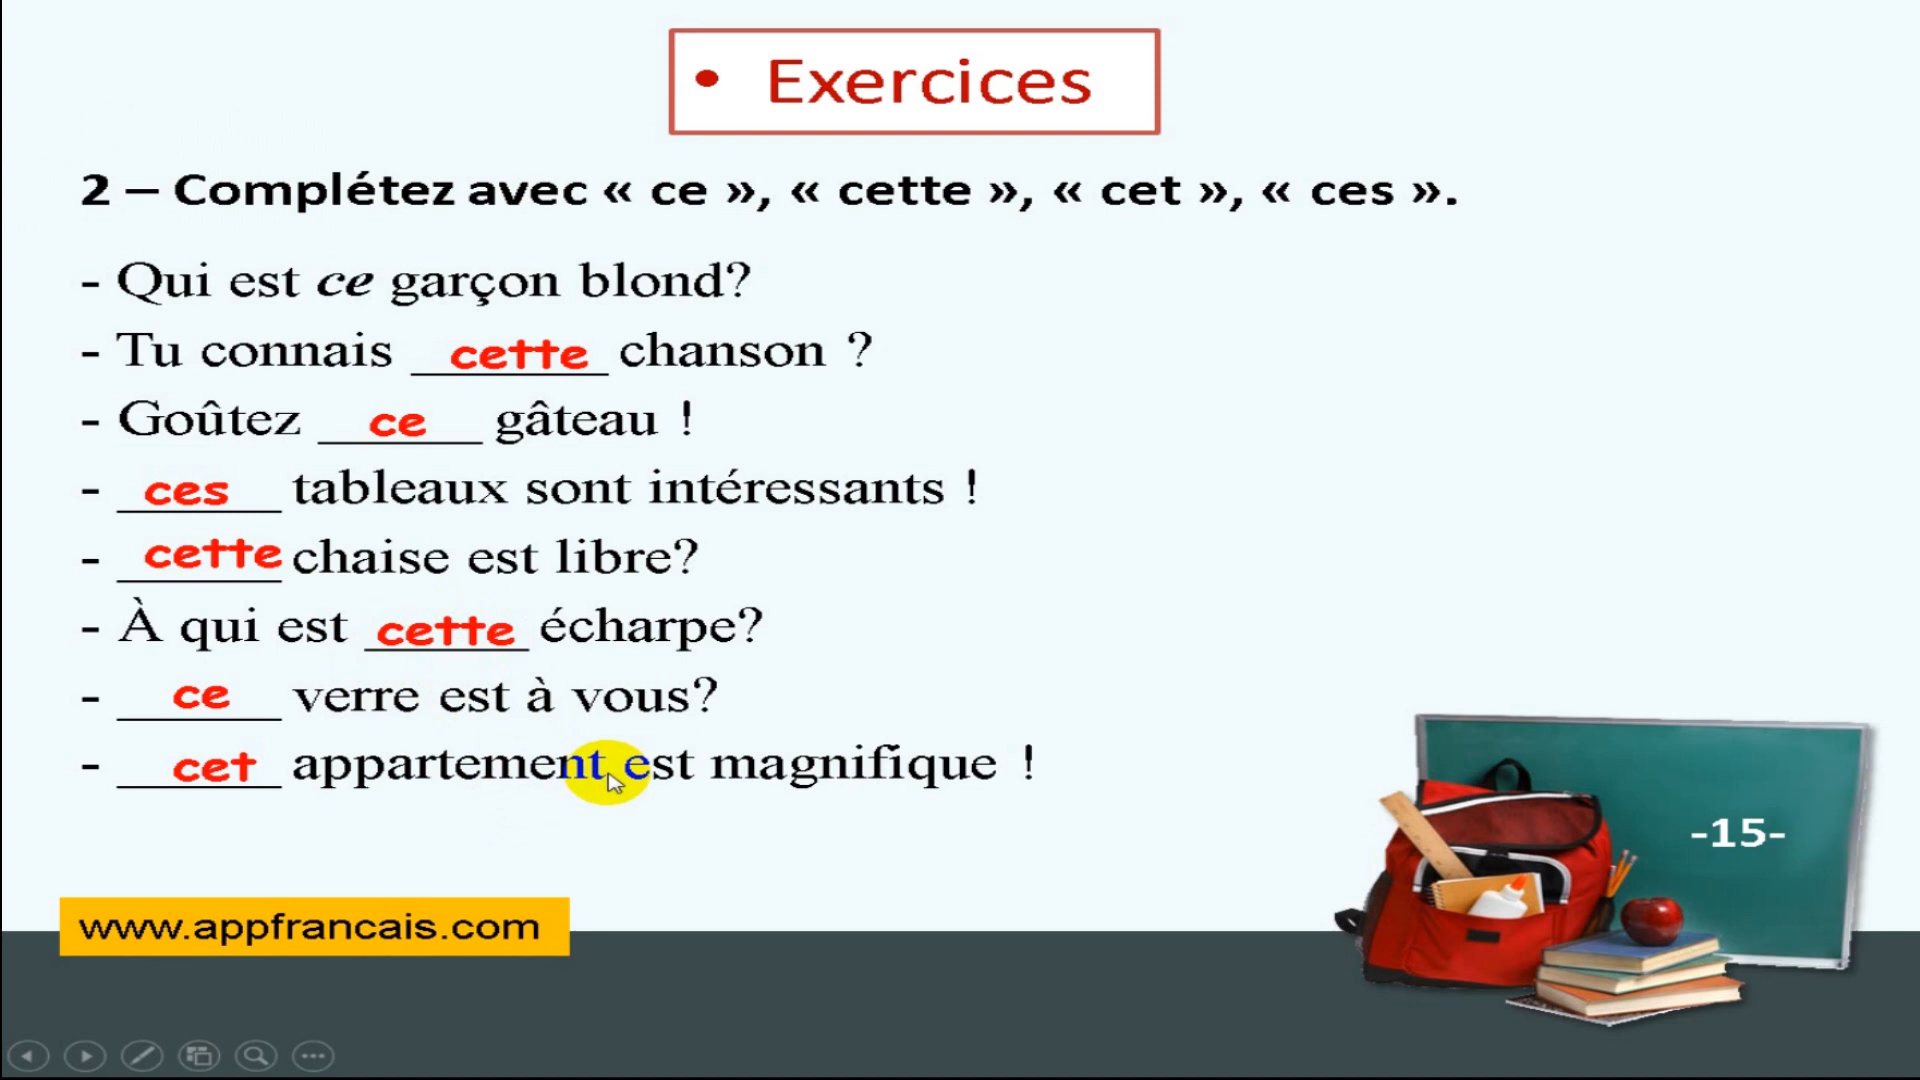 • Exercices
2 – Complétez avec « ce », « cette », « cet », « ces ».
- Qui est ce garçon blond?
- Tu connais cette chanson ?
- Goûtez ce gâteau !
- ces tableaux sont intéressants !
- cette chaise est libre?
- À qui est cette écharpe?
- ce verre est à vous?
- cet appartement est magnifique !
-15-
www.appfrancais.com